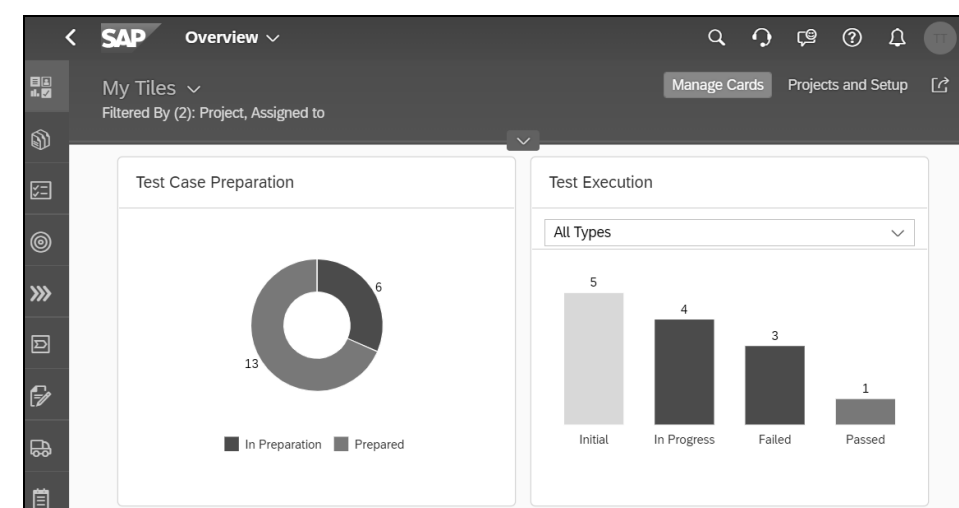 SAP Overview
TT
My Tiles
Manage Cards Projects and Setup
Filtered By (2): Project, Assigned to
Test Case Preparation
6
13
In Preparation Prepared
Test Execution
All Types
5
4
3
1
Initial In Progress Failed Passed